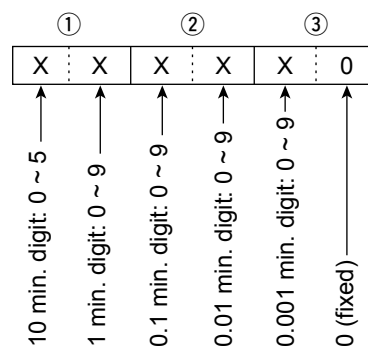 ① ② ③
X X X X X 0
10 min. digit: 0 ~ 5
1 min. digit: 0 ~ 9
0.1 min. digit: 0 ~ 9
0.01 min. digit: 0 ~ 9
0.001 min. digit: 0 ~ 9
0 (fixed)